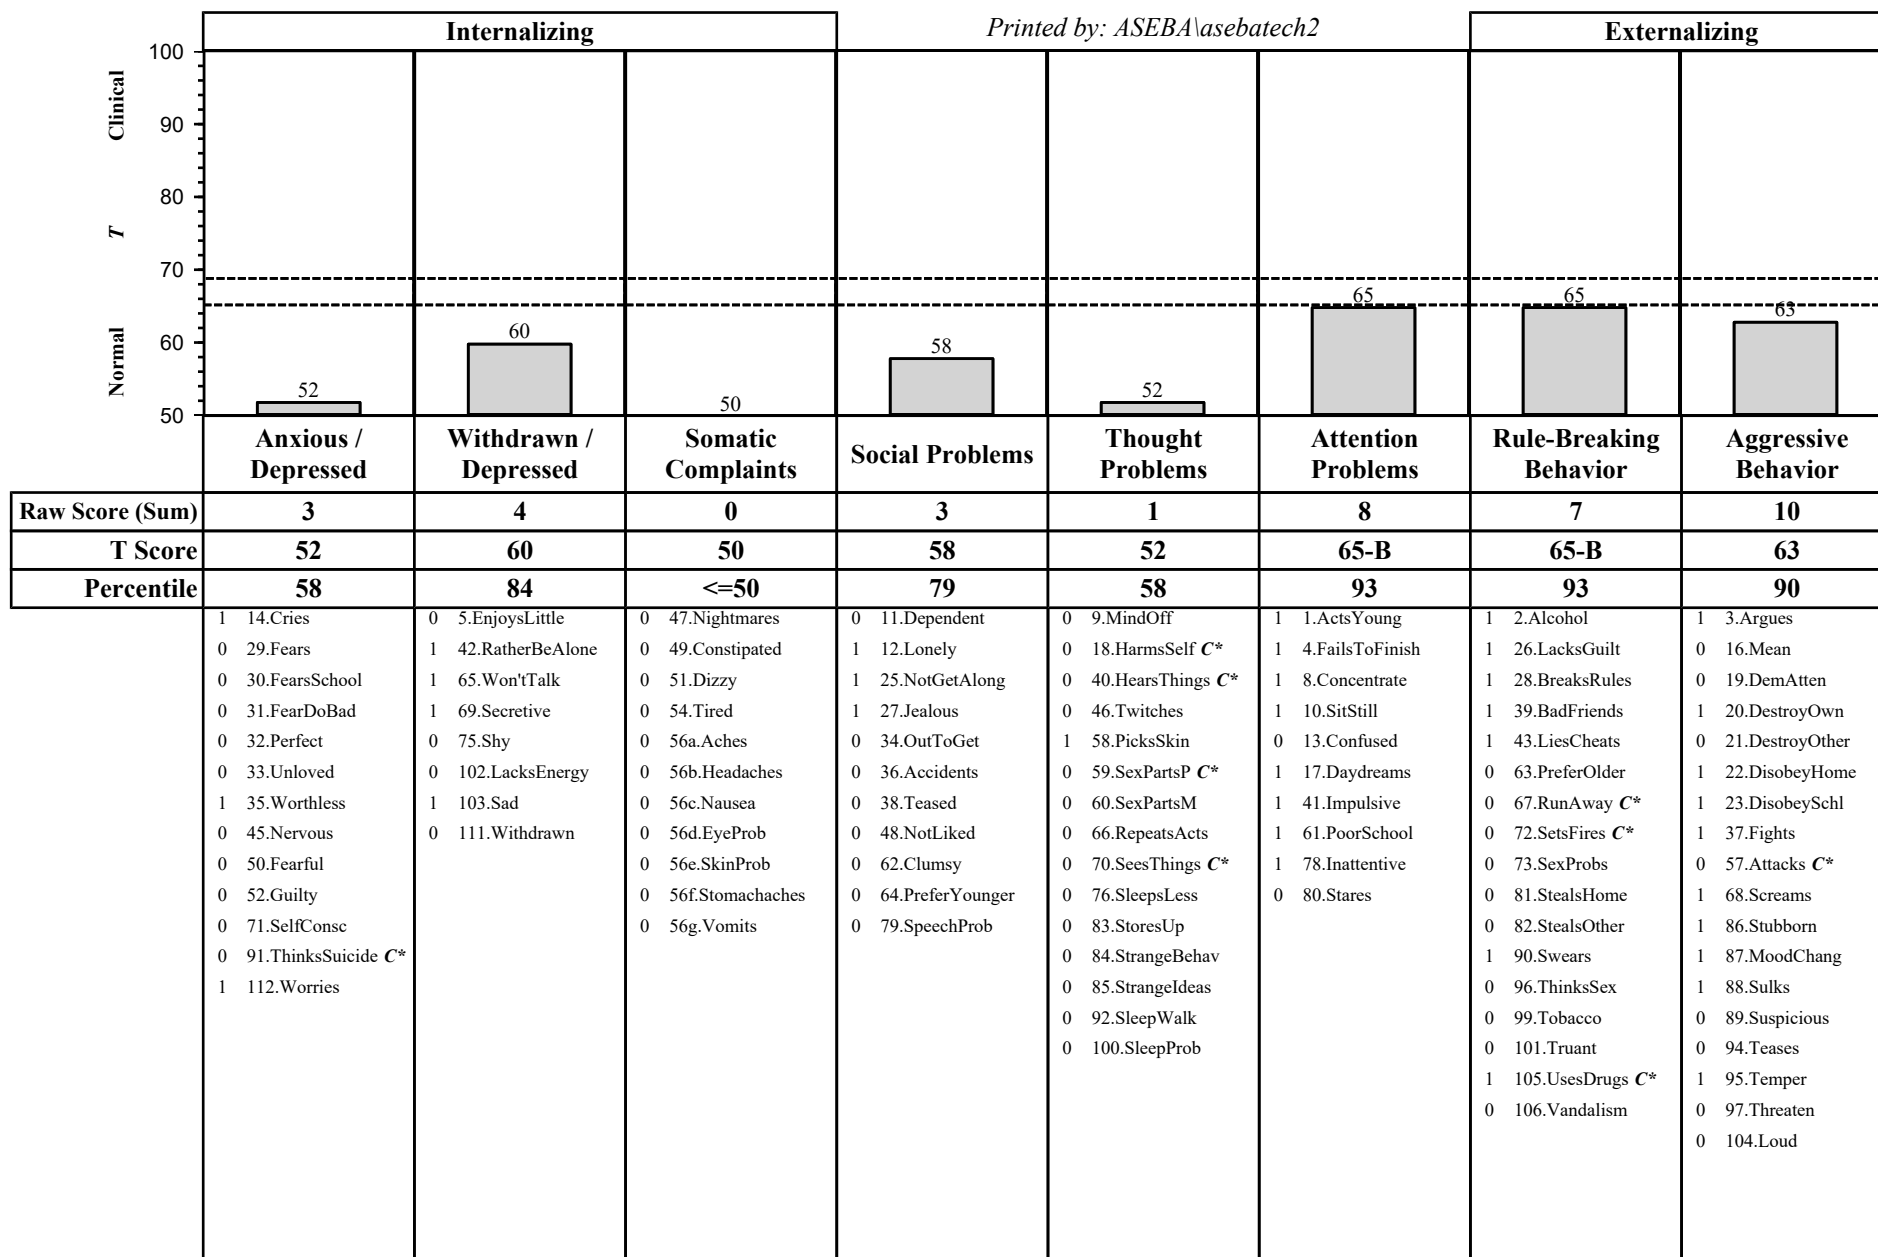 Internalizing
Printed by: ASEBA\asebatech2
Externalizing
Clinical
T
Normal
100
90
80
70
60
50
52
60
50
58
52
65
65
63
Anxious / Depressed
Withdrawn / Depressed
Somatic Complaints
Social Problems
Thought Problems
Attention Problems
Rule-Breaking Behavior
Aggressive Behavior
Raw Score (Sum) 3 4 0 3 1 8 7 10
T Score 52 60 50 58 52 65-B 65-B 63
Percentile 58 84 <=50 79 58 93 93 90
1 14.Cries
0 29.Fears
0 30.FearsSchool
0 31.FearDoBad
0 32.Perfect
0 33.Unloved
1 35.Worthless
0 45.Nervous
0 50.Fearful
0 52.Guilty
0 71.SelfConsc
0 91.ThinksSuicide C*
1 112.Worries
0 5.EnjoysLittle
1 42.RatherBeAlone
1 65.Won'tTalk
1 69.Secretive
0 75.Shy
0 102.LacksEnergy
1 103.Sad
0 111.Withdrawn
0 47.Nightmares
0 49.Constipated
0 51.Dizzy
0 54.Tired
0 56a.Aches
0 56b.Headaches
0 56c.Nausea
0 56d.EyeProb
0 56e.SkinProb
0 56f.Stomachaches
0 56g.Vomits
0 11.Dependent
1 12.Lonely
1 25.NotGetAlong
1 27.Jealous
0 34.OutToGet
0 36.Accidents
0 38.Teased
0 48.NotLiked
0 62.Clumsy
0 64.PreferYounger
0 79.SpeechProb
0 9.MindOff
0 18.HarmsSelf C*
0 40.HearsThings C*
0 46.Twitches
1 58.PicksSkin
0 59.SexPartsP C*
0 60.SexPartsM
0 66.RepeatsActs
0 70.SeesThings C*
0 76.SleepsLess
0 83.StoresUp
0 84.StrangeBehav
0 85.StrangeIdeas
0 92.SleepWalk
0 100.SleepProb
1 1.ActsYoung
1 4.FailsToFinish
1 8.Concentrate
1 10.SitStill
0 13.Confused
1 17.Daydreams
1 41.Impulsive
1 61.PoorSchool
1 78.Inattentive
0 80.Stares
1 2.Alcohol
1 26.LacksGuilt
1 28.BreaksRules
1 39.BadFriends
1 43.LiesCheats
0 63.PreferOlder
0 67.RunAway C*
0 72.SetsFires C*
0 73.SexProbs
0 81.StealsHome
0 82.StealsOther
1 90.Swears
0 96.ThinksSex
0 99.Tobacco
0 101.Truant
1 105.UsesDrugs C*
0 106.Vandalism
1 3.Argues
0 16.Mean
0 19.DemAtten
1 20.DestroyOwn
0 21.DestroyOther
1 22.DisobeyHome
1 23.DisobeySchl
1 37.Fights
0 57.Attacks C*
1 68.Screams
1 86.Stubborn
1 87.MoodChang
1 88.Sulks
0 89.Suspicious
0 94.Teases
1 95.Temper
0 97.Threaten
0 104.Loud